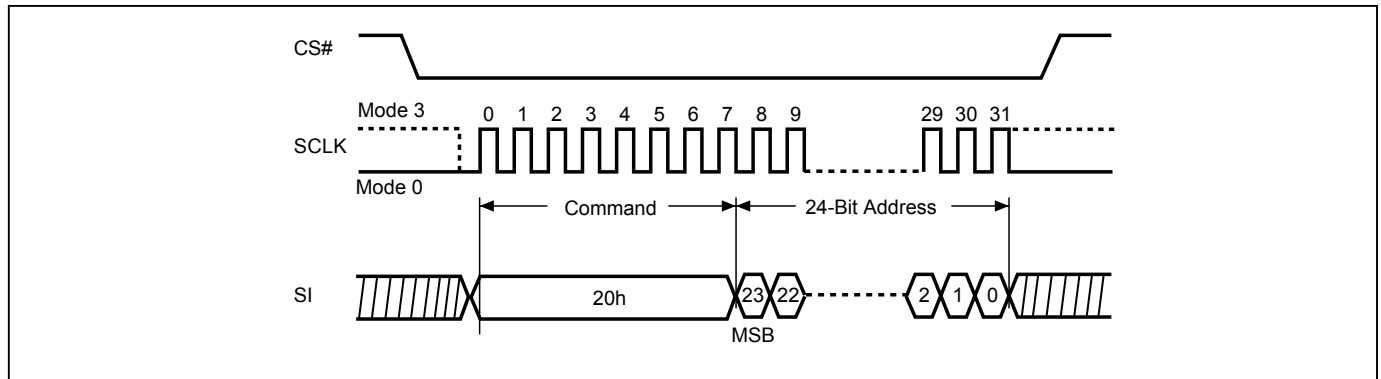 CS#
Mode 3
0 1 2 3 4 5 6 7 8 9 29 30 31
SCLK
Mode 0
Command 24-Bit Address
SI 20h 23 22 2 1 0
MSB